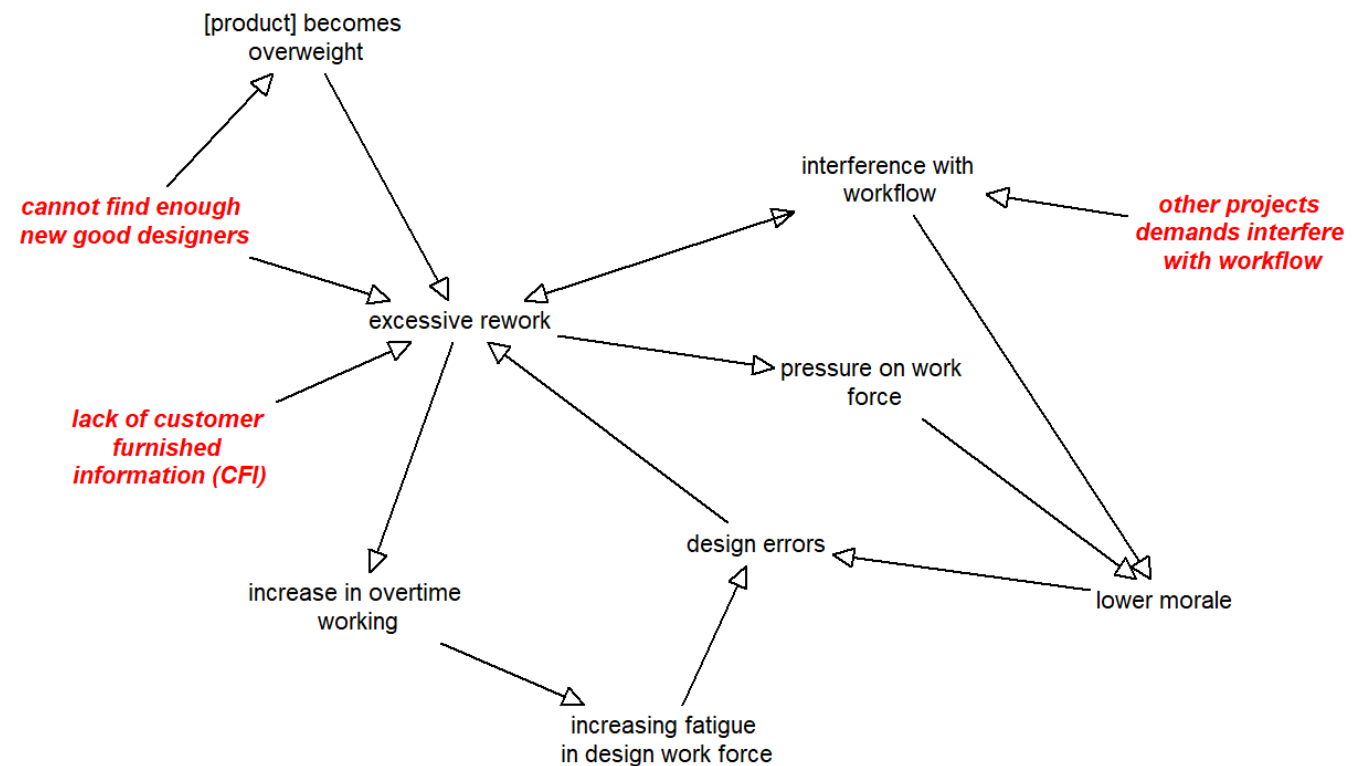 [product] becomes
overweight
interference with
workflow
cannot find enough
new good designers
other projects
demands interfere
with workflow
excessive rework
pressure on work
force
lack of customer
furnished
information (CFI)
design errors
increase in overtime
working
lower morale
increasing fatigue
in design work force